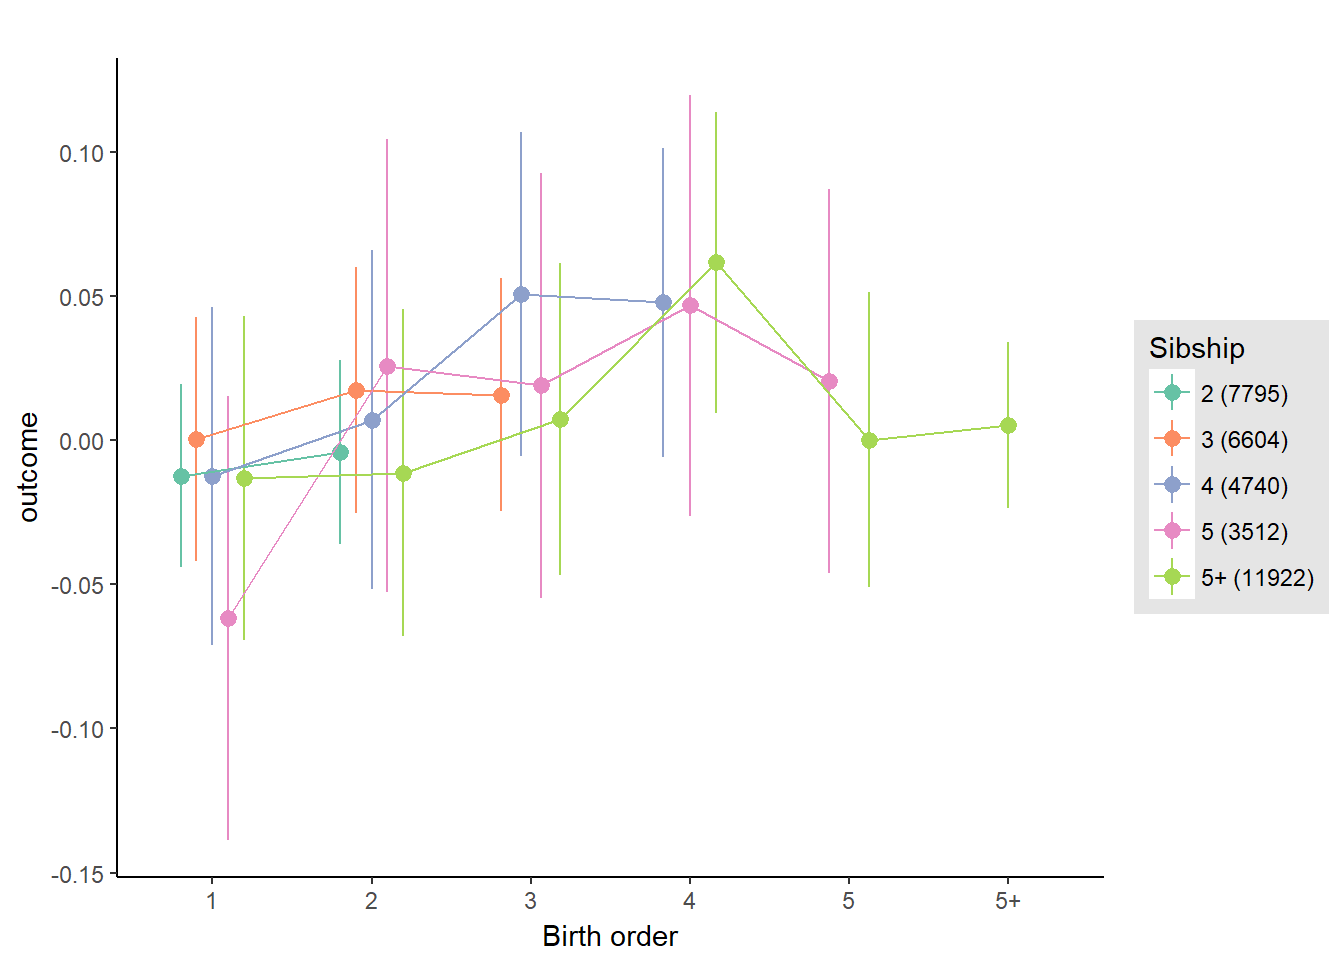 0.10
0.05
0.00
-0.05
-0.10
-0.15
outcome
1 2 3 4 5 5+
Birth order
Sibship
2 (7795)
3 (6604)
4 (4740)
5 (3512)
5+ (11922)